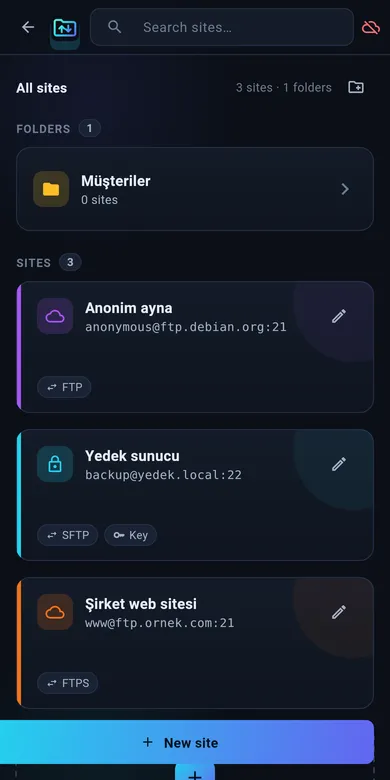 Search sites…
All sites
3 sites · 1 folders
FOLDERS 1
Müşteriler
0 sites
SITES 3
Anonim ayna
anonymous@ftp.debian.org:21
FTP
Yedek sunucu
backup@yedek.local:22
SFTP Key
Şirket web sitesi
www@ftp.ornek.com:21
FTPS
+ New site
+